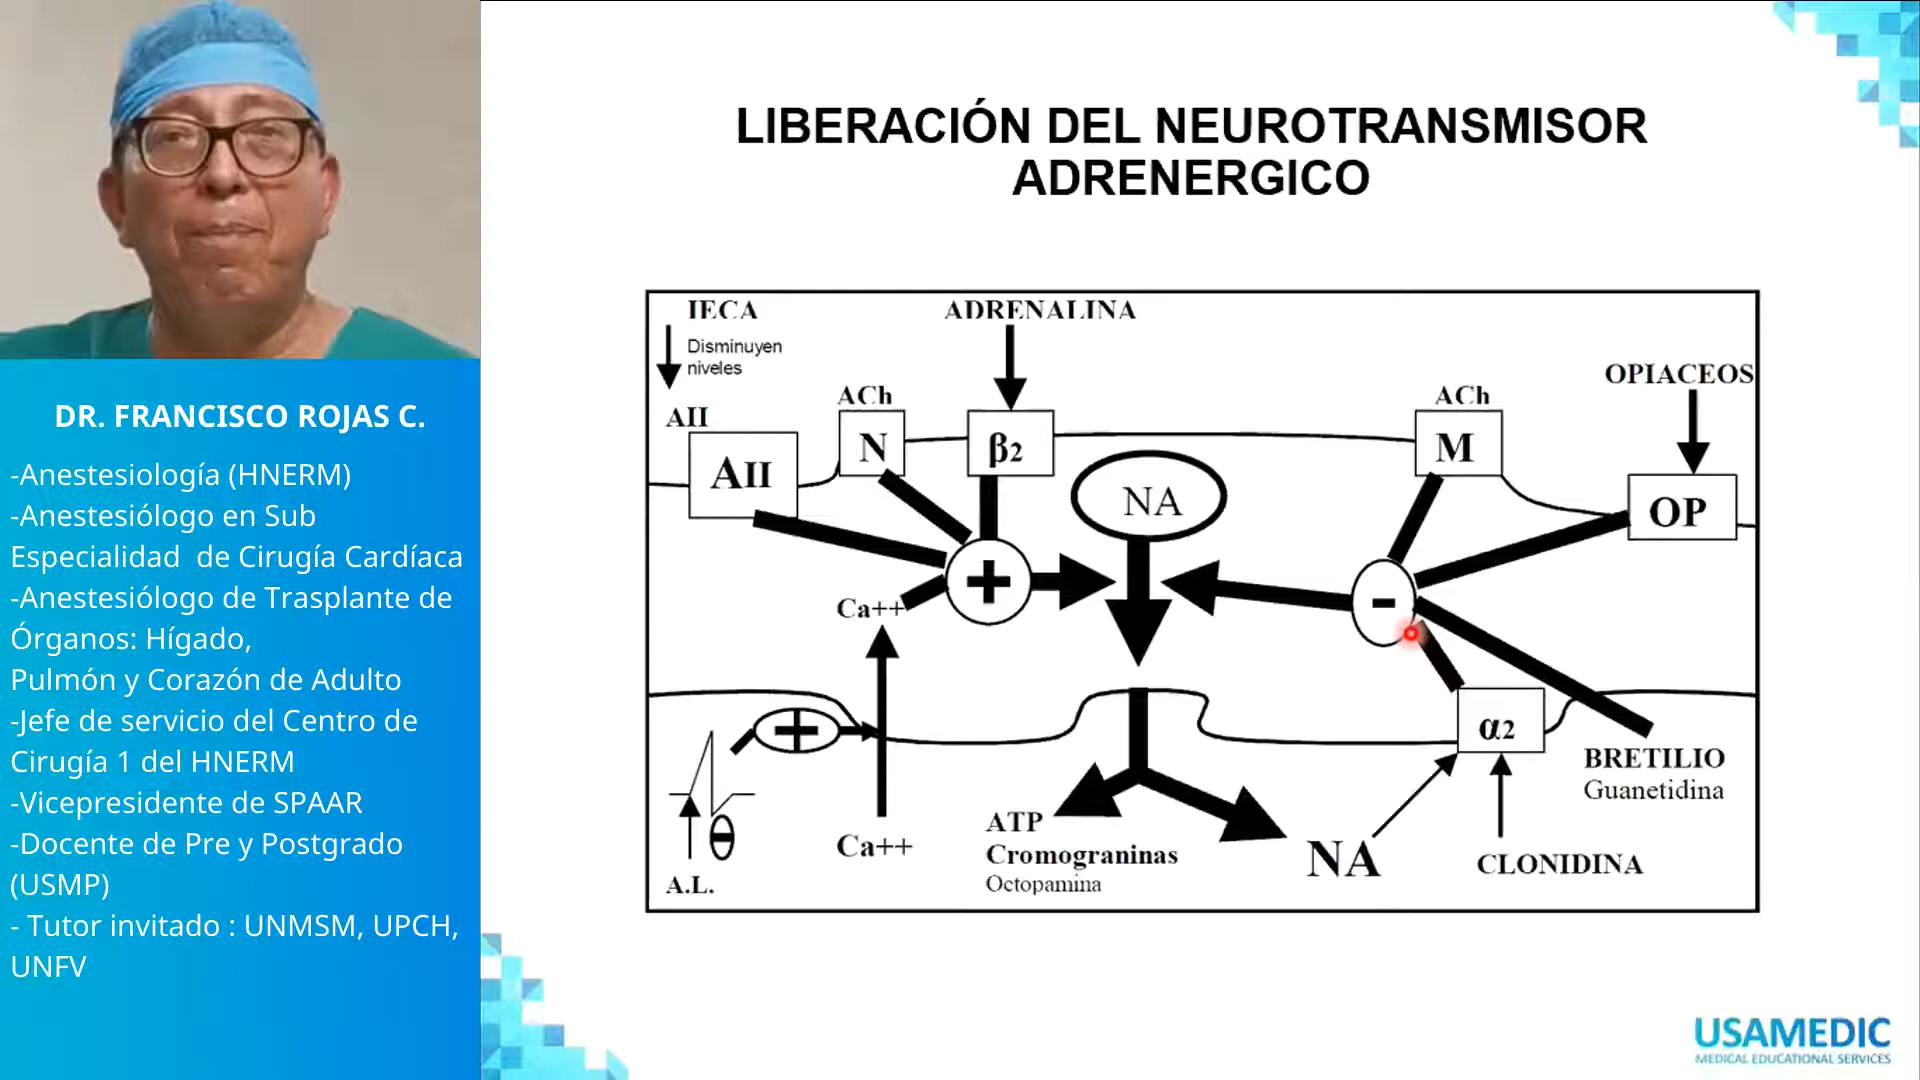 LIBERACIÓN DEL NEUROTRANSMISOR
ADRENERGICO
IECA
Disminuyen
niveles
ADRENALINA
OPIACEOS
AII
ACh
ACh
AII
N
β2
NA
M
OP
+
-
Ca++
+
α2
BRETILIO
Guanetidina
θ
A.L.
Ca++
ATP
Cromograninas
Octopamina
NA
CLONIDINA
DR. FRANCISCO ROJAS C.
-Anestesiología (HNERM)
-Anestesiólogo en Sub
Especialidad de Cirugía Cardíaca
-Anestesiólogo de Trasplante de
Órganos: Hígado,
Pulmón y Corazón de Adulto
-Jefe de servicio del Centro de
Cirugía 1 del HNERM
-Vicepresidente de SPAAR
-Docente de Pre y Postgrado
(USMP)
- Tutor invitado : UNMSM, UPCH,
UNFV
USAMEDIC
MEDICAL EDUCATIONAL SERVICES